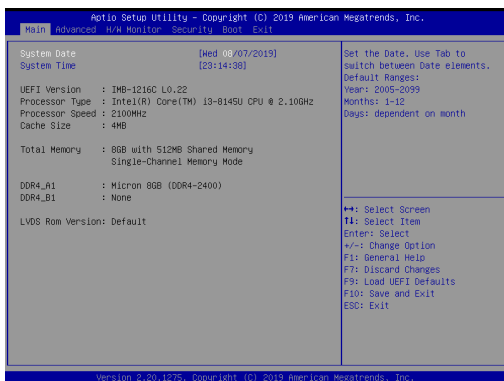 Aptio Setup Utility – Copyright (C) 2019 American Megatrends, Inc.
Main Advanced H/W Monitor Security Boot Exit
System Date [Wed 08/07/2019]
System Time [23:14:38]
UEFI Version : IMB-1216C L0.22
Processor Type : Intel(R) Core(TM) i3-8145U CPU @ 2.10GHz
Processor Speed : 2100MHz
Cache Size : 4MB
Total Memory : 8GB with 512MB Shared Memory
Single-Channel Memory Mode
DDR4_A1 : Micron 8GB (DDR4-2400)
DDR4_B1 : None
LVDS Rom Version: Default
Set the Date. Use Tab to
switch between Date elements.
Default Ranges:
Year: 2005-2099
Months: 1-12
Days: dependent on month
↔: Select Screen
↑↓: Select Item
Enter: Select
+/-: Change Option
F1: General Help
F7: Discard Changes
F9: Load UEFI Defaults
F10: Save and Exit
ESC: Exit
Version 2.20.1275. Copyright (C) 2019 American Megatrends, Inc.